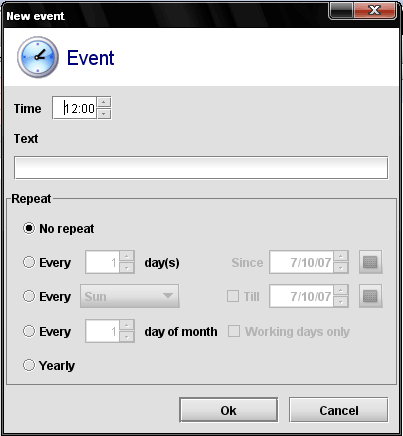 New event
Event
Time 12:00
Text
Repeat
No repeat
Every 1 day(s) Since 7/10/07
Every Sun Till 7/10/07
Every 1 day of month Working days only
Yearly
Ok Cancel